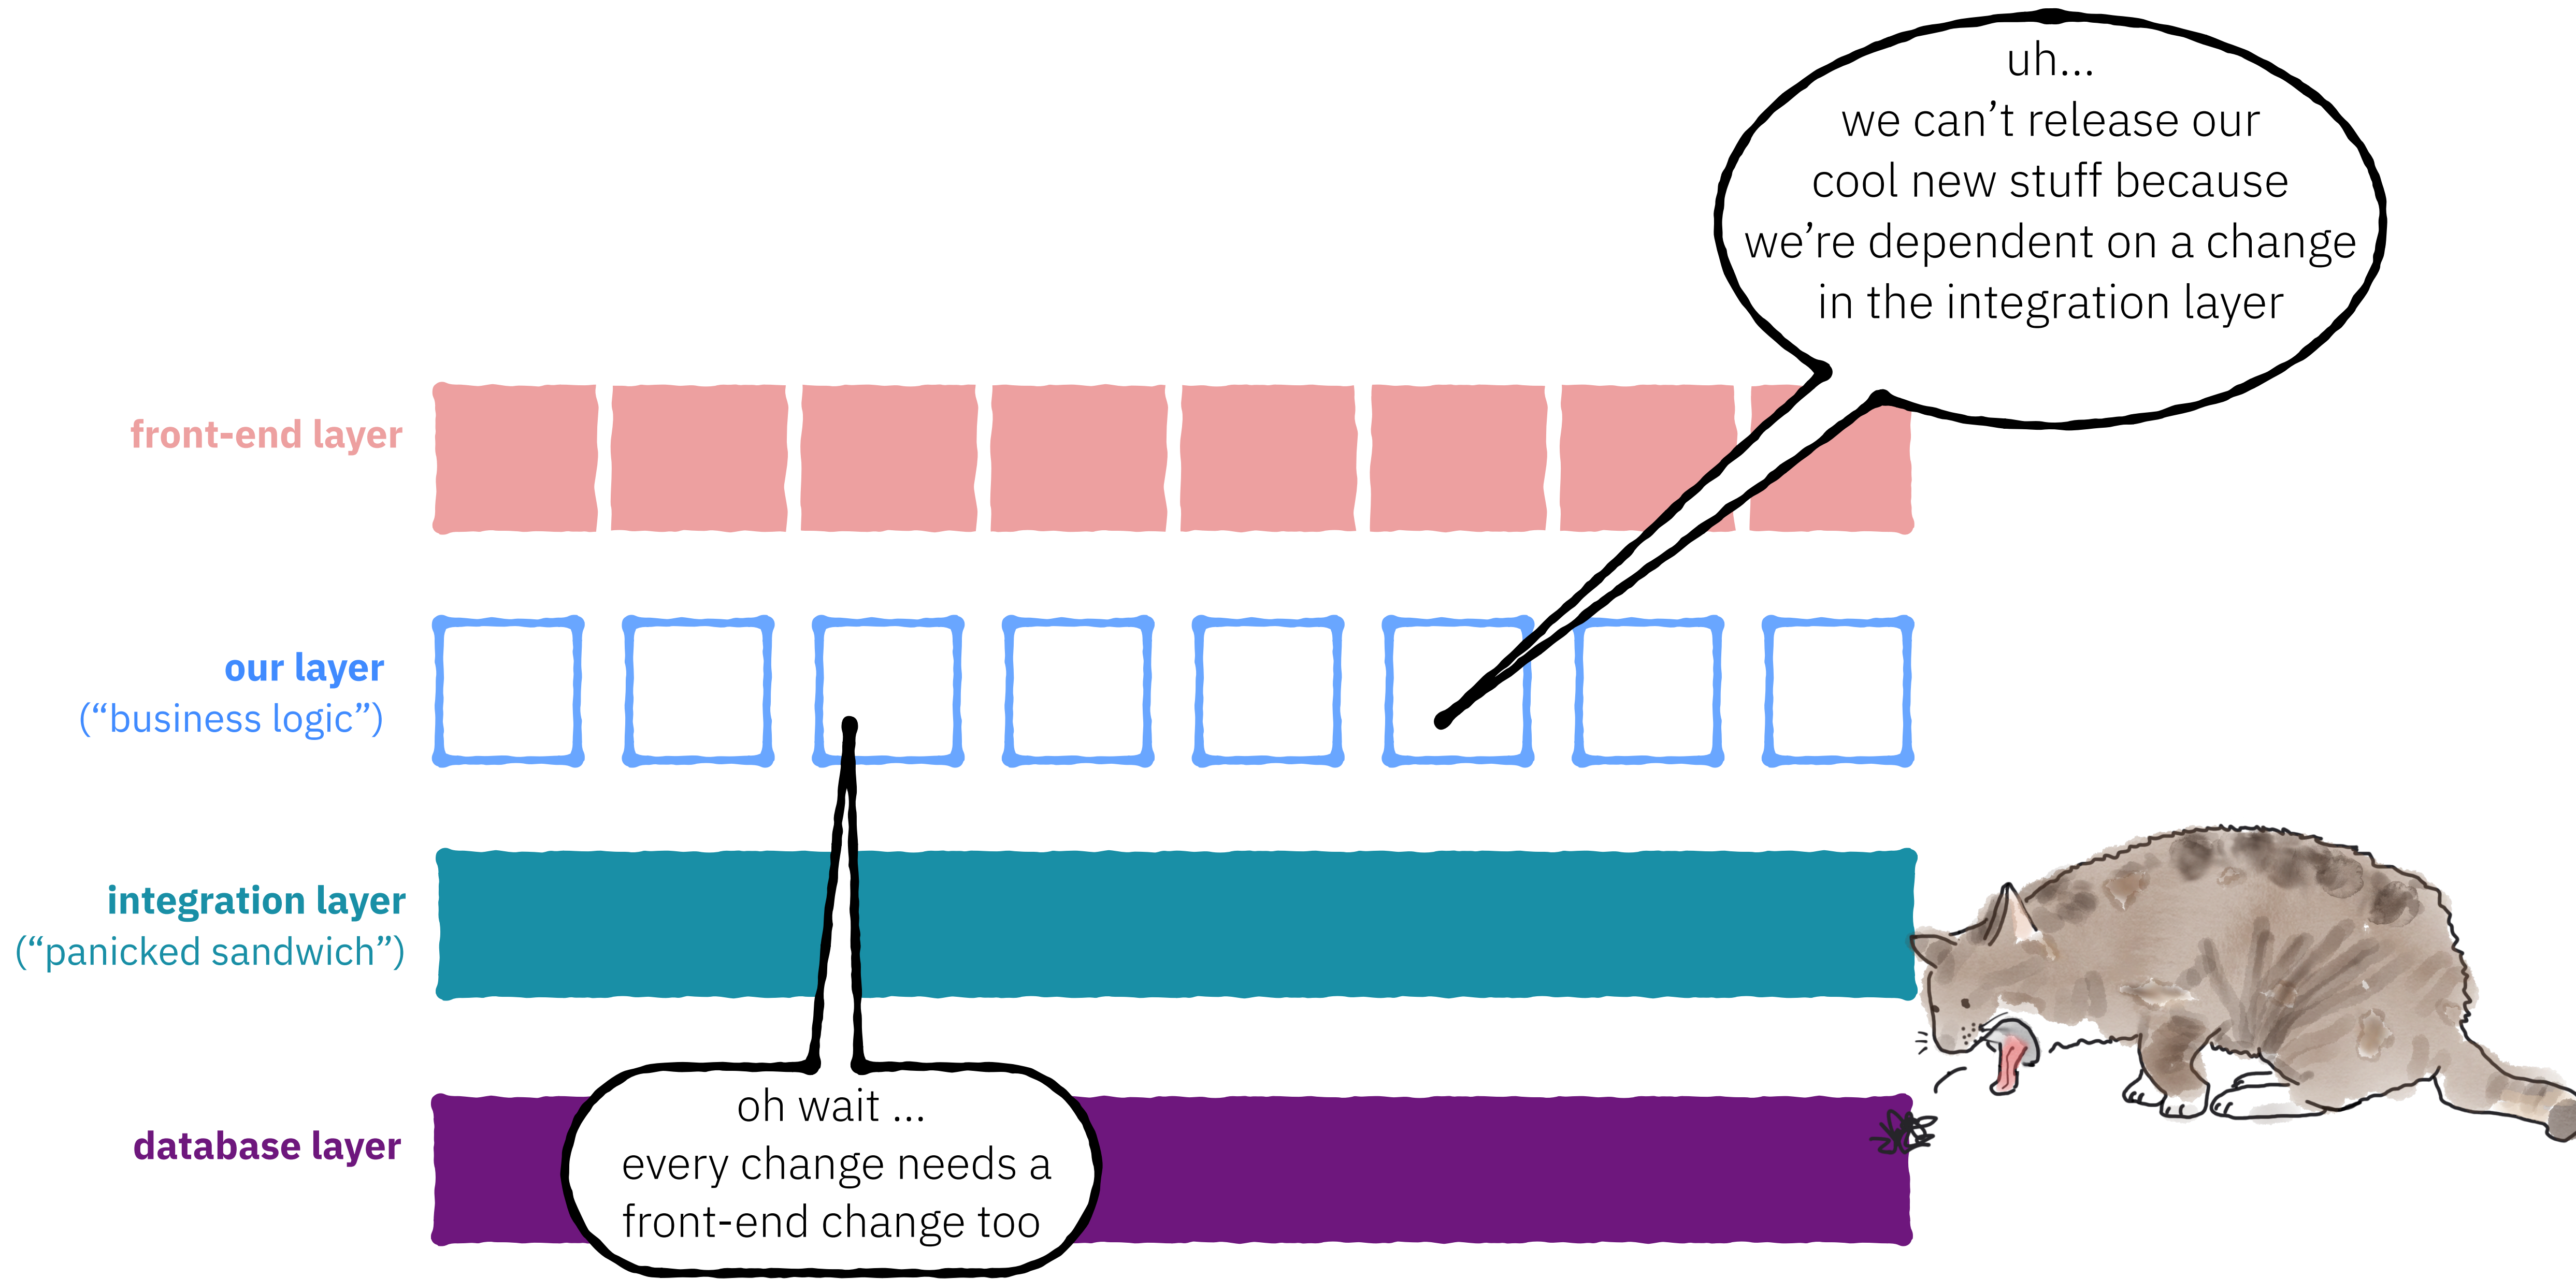 uh...
we can’t release our
cool new stuff because
we’re dependent on a change
in the integration layer
front-end layer
our layer
(“business logic”)
integration layer
(“panicked sandwich”)
database layer
oh wait ...
every change needs a
front-end change too